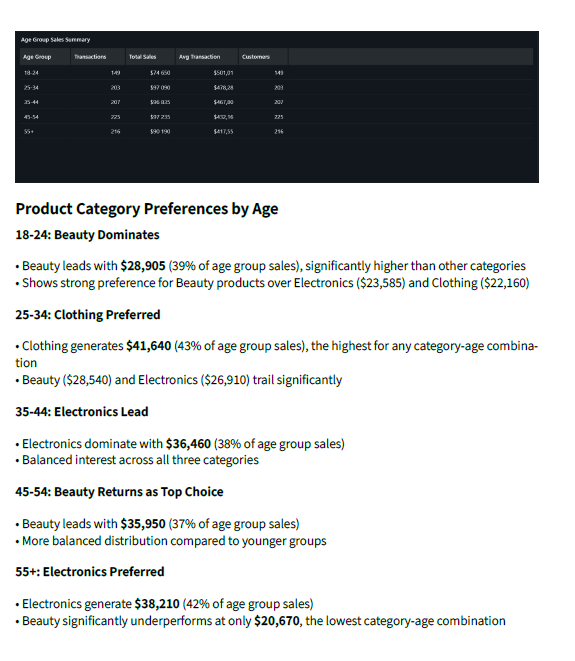 Age Group Sales Summary
Age Group Transactions Total Sales Avg Transaction Customers
18-24 149 $74 650 $501,01 149
25-34 203 $97 090 $478,28 203
35-44 207 $96 835 $467,80 207
45-54 225 $97 235 $432,16 225
55+ 216 $90 190 $417,55 216
Product Category Preferences by Age
18-24: Beauty Dominates
• Beauty leads with $28,905 (39% of age group sales), significantly higher than other categories
• Shows strong preference for Beauty products over Electronics ($23,585) and Clothing ($22,160)
25-34: Clothing Preferred
• Clothing generates $41,640 (43% of age group sales), the highest for any category-age combina-
tion
• Beauty ($28,540) and Electronics ($26,910) trail significantly
35-44: Electronics Lead
• Electronics dominate with $36,460 (38% of age group sales)
• Balanced interest across all three categories
45-54: Beauty Returns as Top Choice
• Beauty leads with $35,950 (37% of age group sales)
• More balanced distribution compared to younger groups
55+: Electronics Preferred
• Electronics generate $38,210 (42% of age group sales)
• Beauty significantly underperforms at only $20,670, the lowest category-age combination